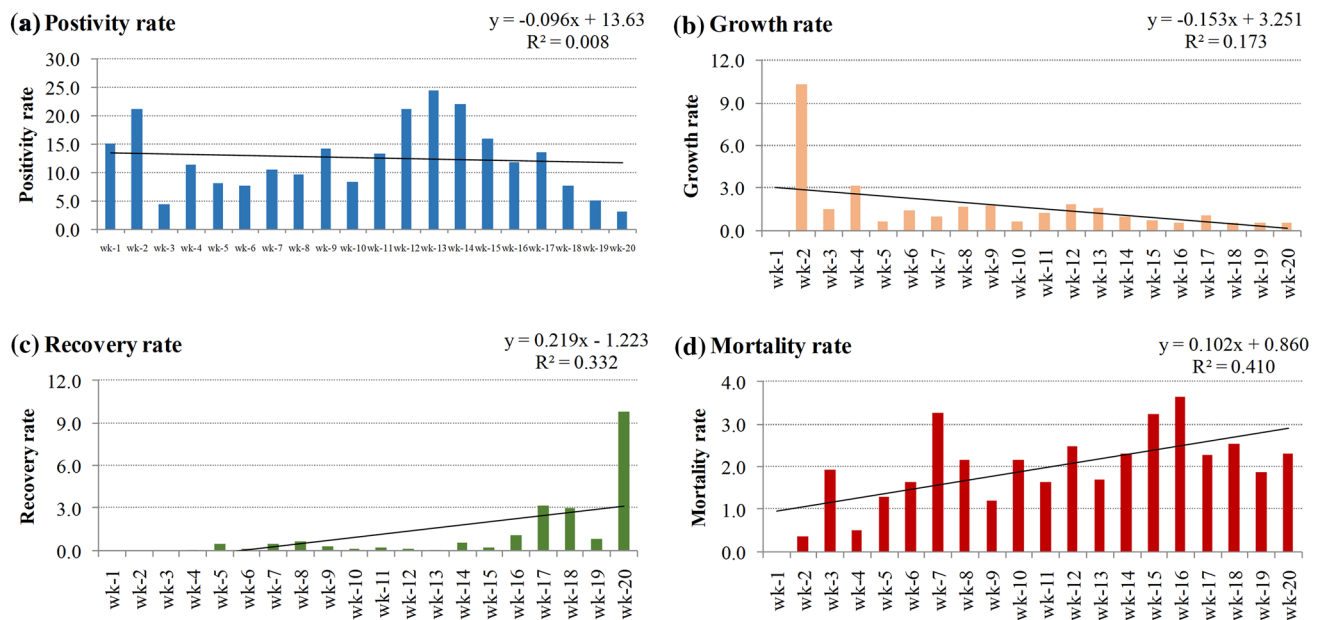 (a) Postivity rate
y = -0.096x + 13.63
R² = 0.008
30.0
25.0
20.0
15.0
10.0
5.0
0.0
Positivity rate
wk-1 wk-2 wk-3 wk-4 wk-5 wk-6 wk-7 wk-8 wk-9 wk-10 wk-11 wk-12 wk-13 wk-14 wk-15 wk-16 wk-17 wk-18 wk-19 wk-20
(b) Growth rate
y = -0.153x + 3.251
R² = 0.173
12.0
9.0
6.0
3.0
0.0
Growth rate
wk-1 wk-2 wk-3 wk-4 wk-5 wk-6 wk-7 wk-8 wk-9 wk-10 wk-11 wk-12 wk-13 wk-14 wk-15 wk-16 wk-17 wk-18 wk-19 wk-20
(c) Recovery rate
y = 0.219x - 1.223
R² = 0.332
12.0
9.0
6.0
3.0
0.0
Recovery rate
wk-1 wk-2 wk-3 wk-4 wk-5 wk-6 wk-7 wk-8 wk-9 wk-10 wk-11 wk-12 wk-13 wk-14 wk-15 wk-16 wk-17 wk-18 wk-19 wk-20
(d) Mortality rate
y = 0.102x + 0.860
R² = 0.410
4.0
3.0
2.0
1.0
0.0
Mortality rate
wk-1 wk-2 wk-3 wk-4 wk-5 wk-6 wk-7 wk-8 wk-9 wk-10 wk-11 wk-12 wk-13 wk-14 wk-15 wk-16 wk-17 wk-18 wk-19 wk-20